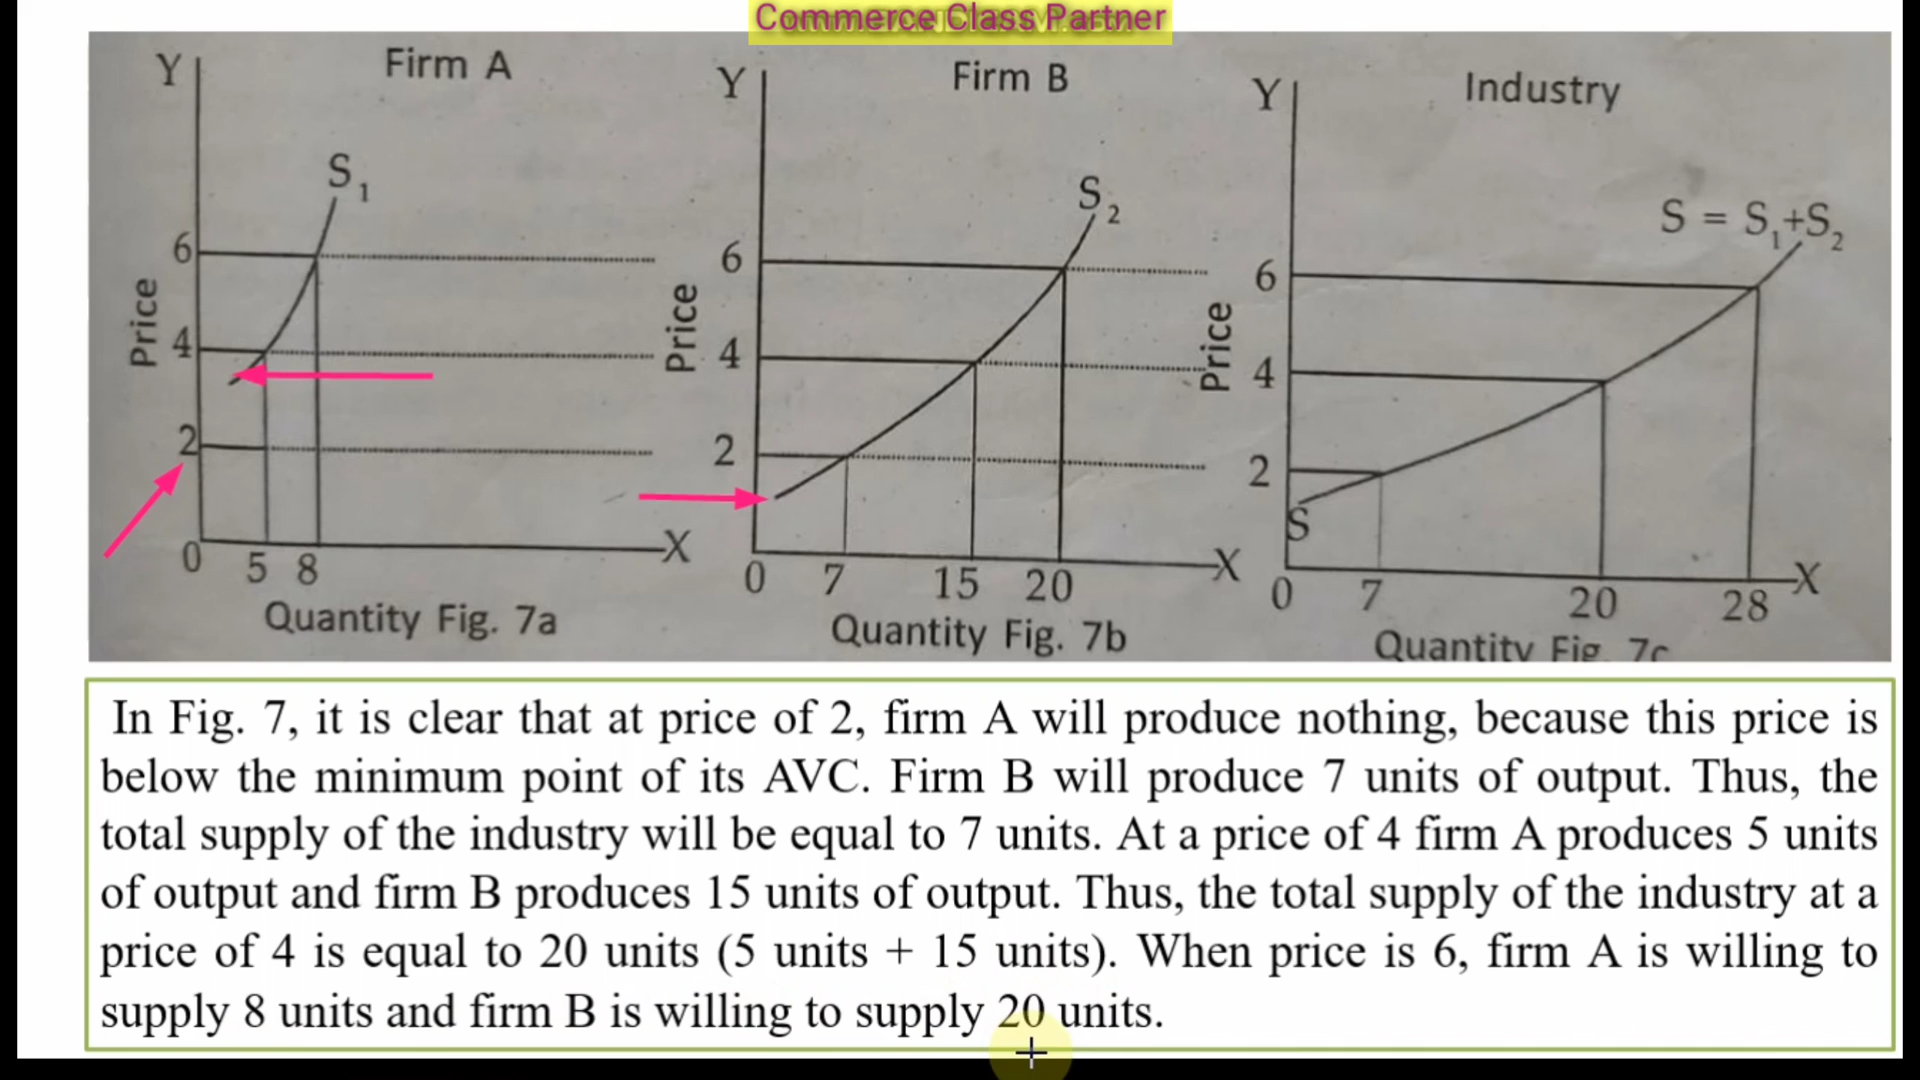 Commerce Class Partner
Firm A
Y
S1
6
4
2
Price
0 5 8
X
Quantity Fig. 7a
Firm B
Y
S2
6
4
2
Price
0 7 15 20
X
Quantity Fig. 7b
Industry
Y
S = S1+S2
6
4
2
Price
S
0 7 20 28
X
Quantity Fig. 7c
In Fig. 7, it is clear that at price of 2, firm A will produce nothing, because this price is
below the minimum point of its AVC. Firm B will produce 7 units of output. Thus, the
total supply of the industry will be equal to 7 units. At a price of 4 firm A produces 5 units
of output and firm B produces 15 units of output. Thus, the total supply of the industry at a
price of 4 is equal to 20 units (5 units + 15 units). When price is 6, firm A is willing to
supply 8 units and firm B is willing to supply 20 units.